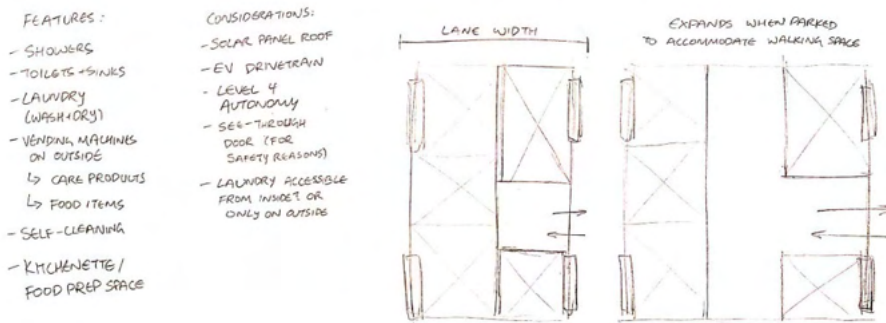 FEATURES:
- SHOWERS
- TOILETS + SINKS
- LAUNDRY
(WASH + DRY)
- VENDING MACHINES
ON OUTSIDE
↳ CARE PRODUCTS
↳ FOOD ITEMS
- SELF-CLEANING
- KITCHENETTE/
FOOD PREP SPACE
CONSIDERATIONS:
- SOLAR PANEL ROOF
- EV DRIVETRAIN
- LEVEL 4
AUTONOMY
- SEE-THROUGH
DOOR (FOR
SAFETY REASONS)
- LAUNDRY ACCESSIBLE
FROM INSIDE? OR
ONLY ON OUTSIDE
LANE WIDTH
EXPANDS WHEN PARKED
TO ACCOMMODATE WALKING SPACE